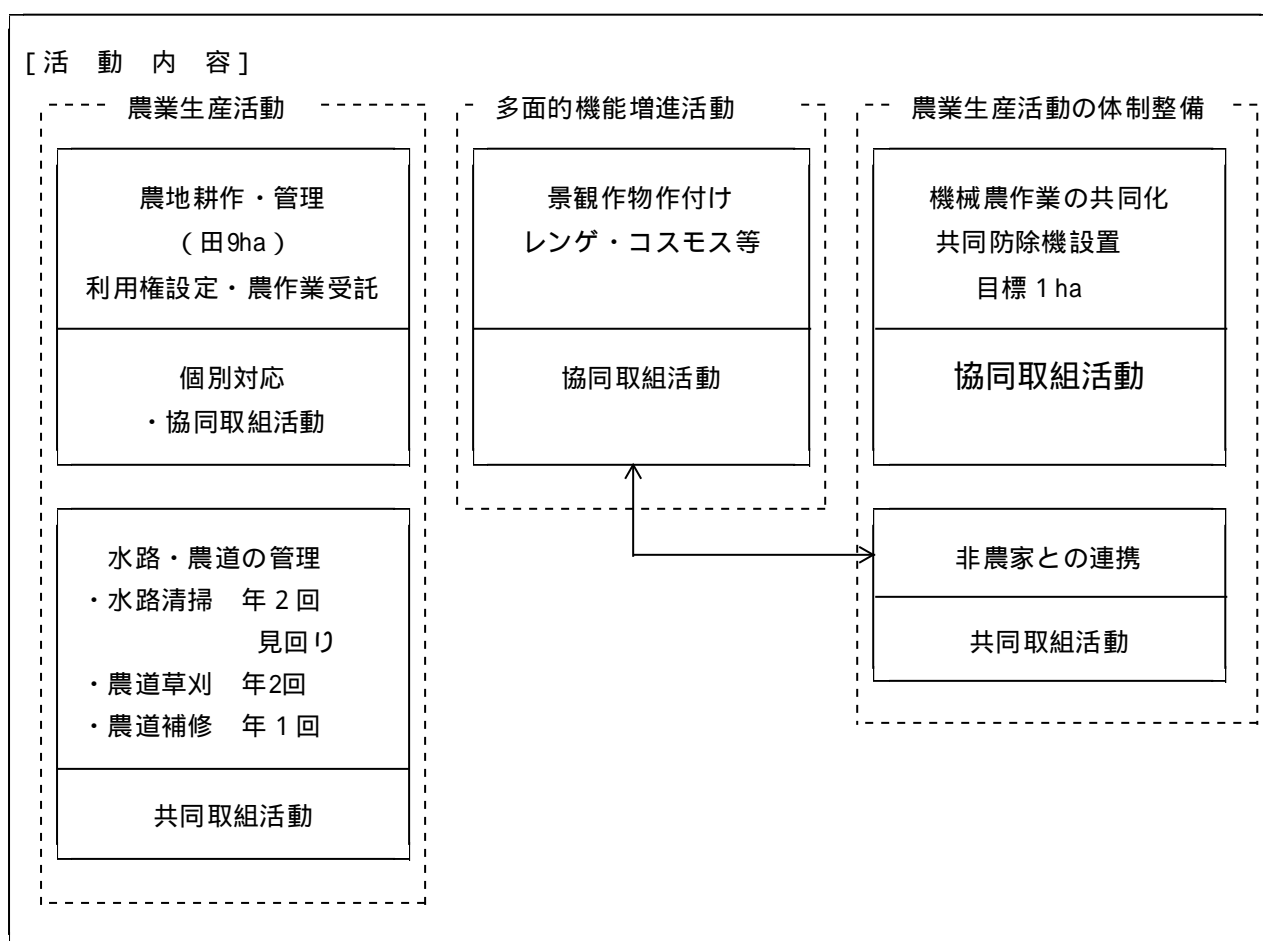 [活 動 内 容]
農業生産活動
農地耕作・管理
(田9ha)
利用権設定・農作業受託
個別対応
・協同取組活動
水路・農道の管理
・水路清掃 年2回
見回り
・農道草刈 年2回
・農道補修 年1回
共同取組活動
多面的機能増進活動
景観作物作付け
レンゲ・コスモス等
協同取組活動
農業生産活動の体制整備
機械農作業の共同化
共同防除機設置
目標1ha
協同取組活動
非農家との連携
共同取組活動